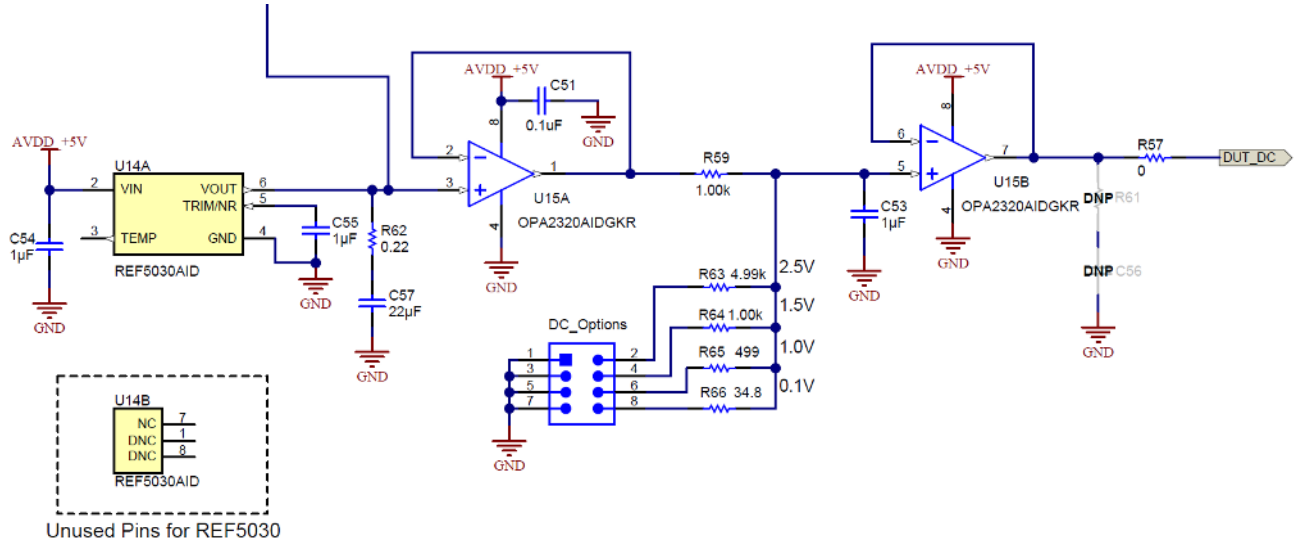 AVDD_+5V
U14A
2
VIN
VOUT
6
TRIM/NR
5
3
TEMP
GND
4
REF5030AID
C54
1µF
GND
C55
1µF
GND
R62
0.22
C57
22µF
GND
AVDD_+5V
C51
0.1uF
GND
8
2
3
1
4
U15A
OPA2320AIDGKR
GND
R59
1.00k
C53
1µF
GND
AVDD_+5V
8
6
5
7
4
U15B
OPA2320AIDGKR
GND
R57
0
DUT_DC
DNP R61
DNP C56
GND
2.5V
R63 4.99k
1.5V
R64 1.00k
1.0V
R65 499
0.1V
R66 34.8
DC_Options
1 2
3 4
5 6
7 8
GND
U14B
NC 7
DNC 1
DNC 8
REF5030AID
Unused Pins for REF5030